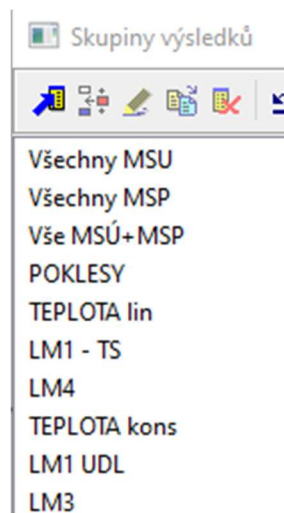 Skupiny výsledků
Všechny MSU
Všechny MSP
Vše MSÚ+MSP
POKLESY
TEPLOTA lin
LM1 - TS
LM4
TEPLOTA kons
LM1 UDL
LM3